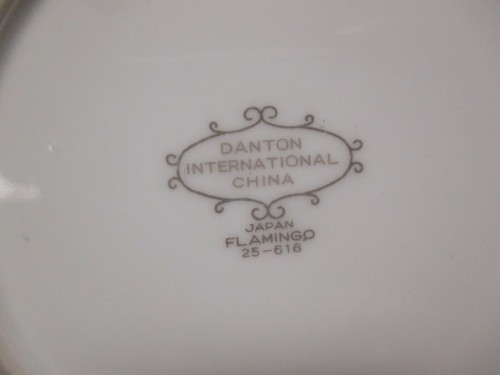 DANTON
INTERNATIONAL
CHINA
JAPAN
FLAMINGO
25-616